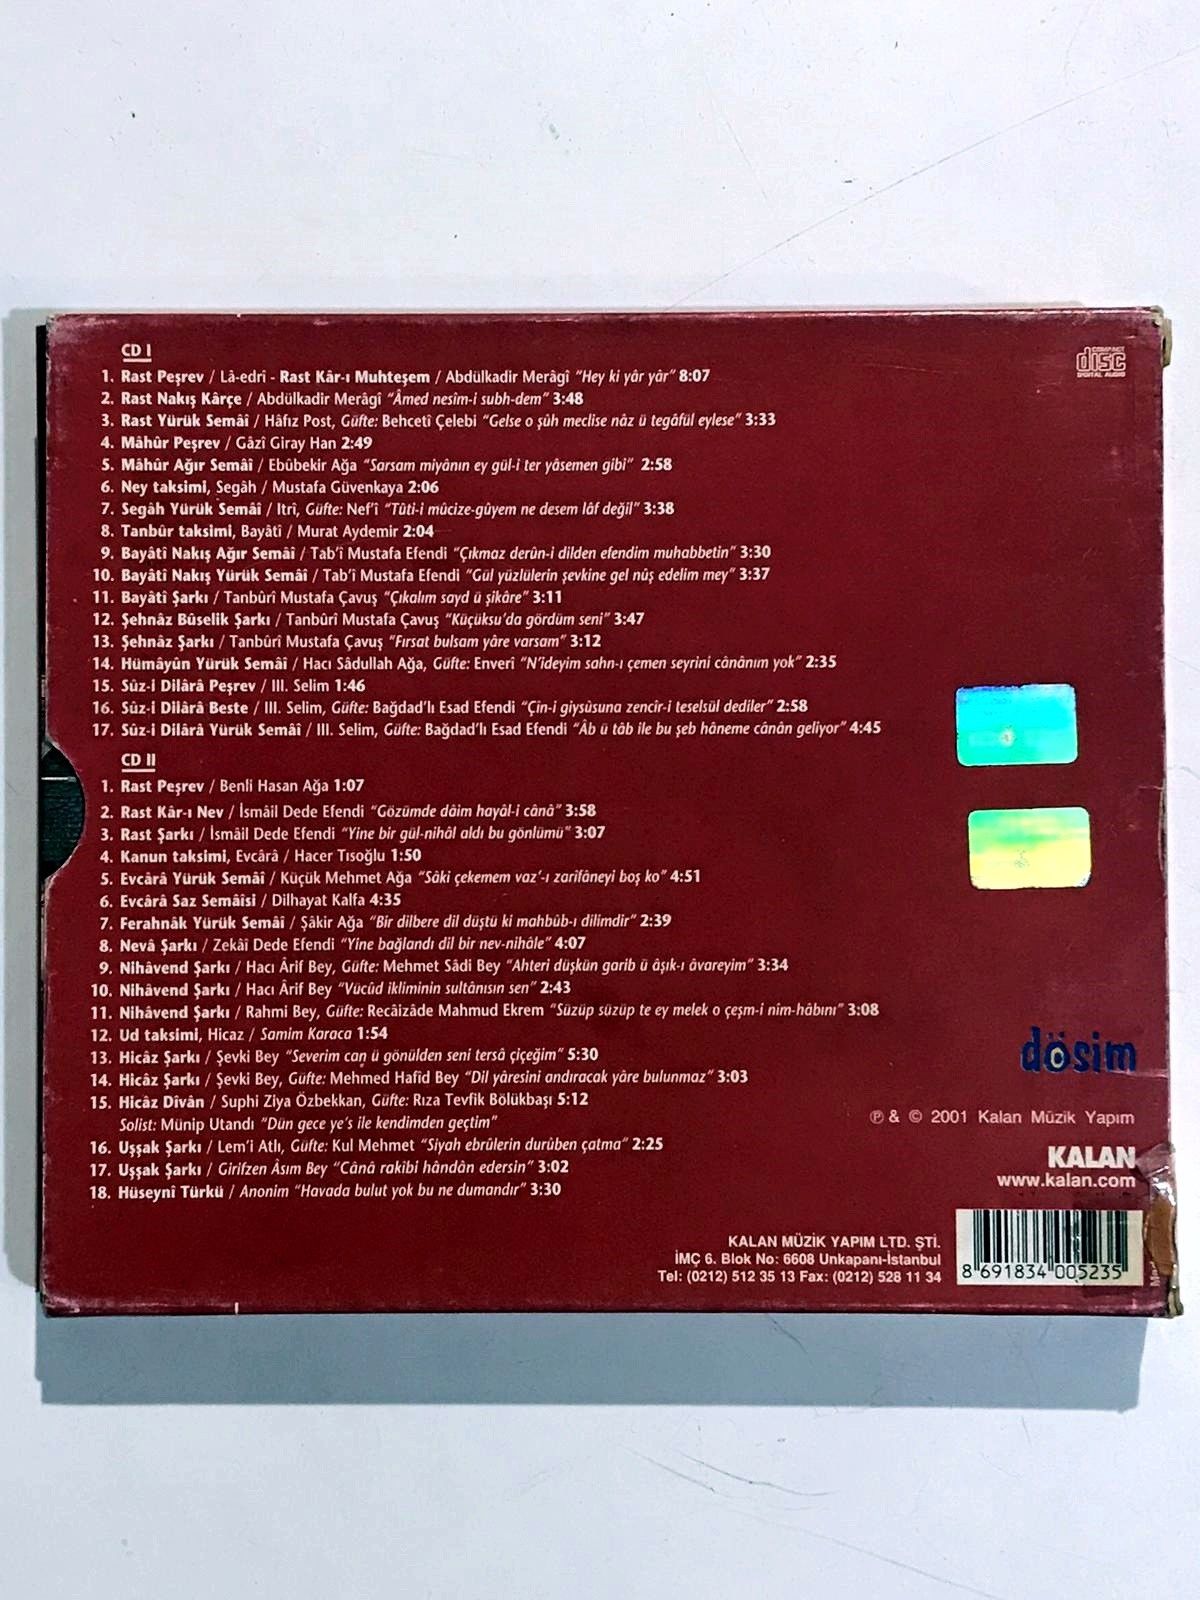 CD I
COMPACT
disc
DIGITAL AUDIO
1. Rast Peşrev / Lâ-edrî - Rast Kâr-ı Muhteşem / Abdülkadir Merâgî "Hey ki yâr yâr" 8:07
2. Rast Nakış Kârçe / Abdülkadir Merâgî "Âmed nesîm-i subh-dem" 3:48
3. Rast Yürük Semâi / Hâfız Post, Güfte: Behcetî Çelebi "Gelse o şûh meclise nâz ü tegâfül eylese" 3:33
4. Mâhûr Peşrev / Gâzî Giray Han 2:49
5. Mâhûr Ağır Semâi / Ebûbekir Ağa "Sarsam miyânın ey gül-i ter yâsemen gibi" 2:58
6. Ney taksimi, Segâh / Mustafa Güvenkaya 2:06
7. Segâh Yürük Semâi / Itrî, Güfte: Nef'î "Tûti-i mûcize-gûyem ne desem lâf değil" 3:38
8. Tanbûr taksimi, Bayâti / Murat Aydemir 2:04
9. Bayâti Nakış Ağır Semâi / Tab'î Mustafa Efendi "Çıkmaz derûn-i dilden efendim muhabbetin" 3:30
10. Bayâti Nakış Yürük Semâi / Tab'î Mustafa Efendi "Gül yüzlülerin şevkine gel nûş edelim mey" 3:37
11. Bayâti Şarkı / Tanbûrî Mustafa Çavuş "Çıkalım sayd ü şikâre" 3:11
12. Şehnâz Bûselik Şarkı / Tanbûrî Mustafa Çavuş "Küçüksu'da gördüm seni" 3:47
13. Şehnâz Şarkı / Tanbûrî Mustafa Çavuş "Fırsat bulsam yâre varsam" 3:12
14. Hümâyûn Yürük Semâi / Hacı Sâdullah Ağa, Güfte: Enverî "N'ideyim sahn-ı çemen seyrini cânânım yok" 2:35
15. Sûz-i Dilârâ Peşrev / III. Selim 1:46
16. Sûz-i Dilârâ Beste / III. Selim, Güfte: Bağdad'lı Esad Efendi "Çin-i giysûsuna zencir-i teselsül dediler" 2:58
17. Sûz-i Dilârâ Yürük Semâi / III. Selim, Güfte: Bağdad'lı Esad Efendi "Âb ü tâb ile bu şeb hâneme cânân geliyor" 4:45
CD II
1. Rast Peşrev / Benli Hasan Ağa 1:07
2. Rast Kâr-ı Nev / İsmâil Dede Efendi "Gözümde dâim hayâl-i cânâ" 3:58
3. Rast Şarkı / İsmâil Dede Efendi "Yine bir gül-nihâl aldı bu gönlümü" 3:07
4. Kanun taksimi, Evcârâ / Hacer Tısoğlu 1:50
5. Evcârâ Yürük Semâi / Küçük Mehmet Ağa "Sâki çekemem vaz'-ı zarîfâneyi boş ko" 4:51
6. Evcârâ Saz Semâîsi / Dilhayat Kalfa 4:35
7. Ferahnâk Yürük Semâi / Şâkir Ağa "Bir dilbere dil düştü ki mahbûb-ı dilimdir" 2:39
8. Nevâ Şarkı / Zekâî Dede Efendi "Yine bağlandı dil bir nev-nihâle" 4:07
9. Nihâvend Şarkı / Hacı Ârif Bey, Güfte: Mehmet Sâdi Bey "Ahteri düşkün garib ü âşık-ı âvareyim" 3:34
10. Nihâvend Şarkı / Hacı Ârif Bey "Vücûd ikliminin sultânısın sen" 2:43
11. Nihâvend Şarkı / Rahmi Bey, Güfte: Recâizâde Mahmud Ekrem "Süzüp süzüp te ey melek o çeşm-i nim-hâbını" 3:08
12. Ud taksimi, Hicaz / Samim Karaca 1:54
13. Hicâz Şarkı / Şevki Bey "Severim can ü gönülden seni tersâ çiçeğim" 5:30
14. Hicâz Şarkı / Şevki Bey, Güfte: Mehmed Hafid Bey "Dil yâresini andıracak yâre bulunmaz" 3:03
15. Hicâz Dîvân / Suphi Ziya Özbekkan, Güfte: Rıza Tevfik Bölükbaşı 5:12
Solist: Münip Utandı "Dün gece ye's ile kendimden geçtim"
16. Uşşak Şarkı / Lem'i Atlı, Güfte: Kul Mehmet "Siyah ebrûlerin durûben çatma" 2:25
17. Uşşak Şarkı / Girifzen Âsım Bey "Cânâ rakibi hândân edersin" 3:02
18. Hüseynî Türkü / Anonim "Havada bulut yok bu ne dumandır" 3:30
dösim
℗ & © 2001 Kalan Müzik Yapım
KALAN
www.kalan.com
KALAN MÜZİK YAPIM LTD. ŞTİ.
İMÇ 6. Blok No: 6608 Unkapanı-İstanbul
Tel: (0212) 512 35 13 Fax: (0212) 528 11 34
8 691834 005235